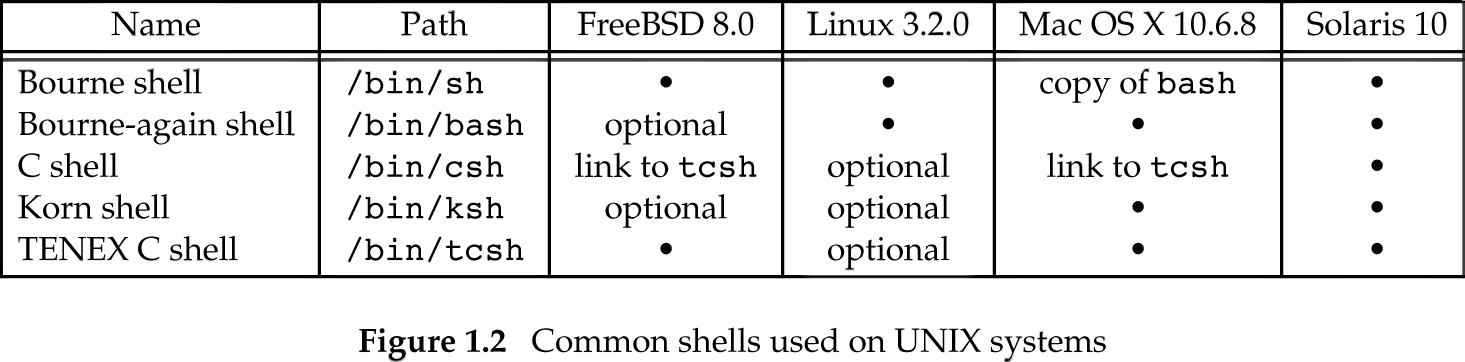 Name Path FreeBSD 8.0 Linux 3.2.0 Mac OS X 10.6.8 Solaris 10
Bourne shell /bin/sh • • copy of bash •
Bourne-again shell /bin/bash optional • • •
C shell /bin/csh link to tcsh optional link to tcsh •
Korn shell /bin/ksh optional optional • •
TENEX C shell /bin/tcsh • optional • •
Figure 1.2 Common shells used on UNIX systems